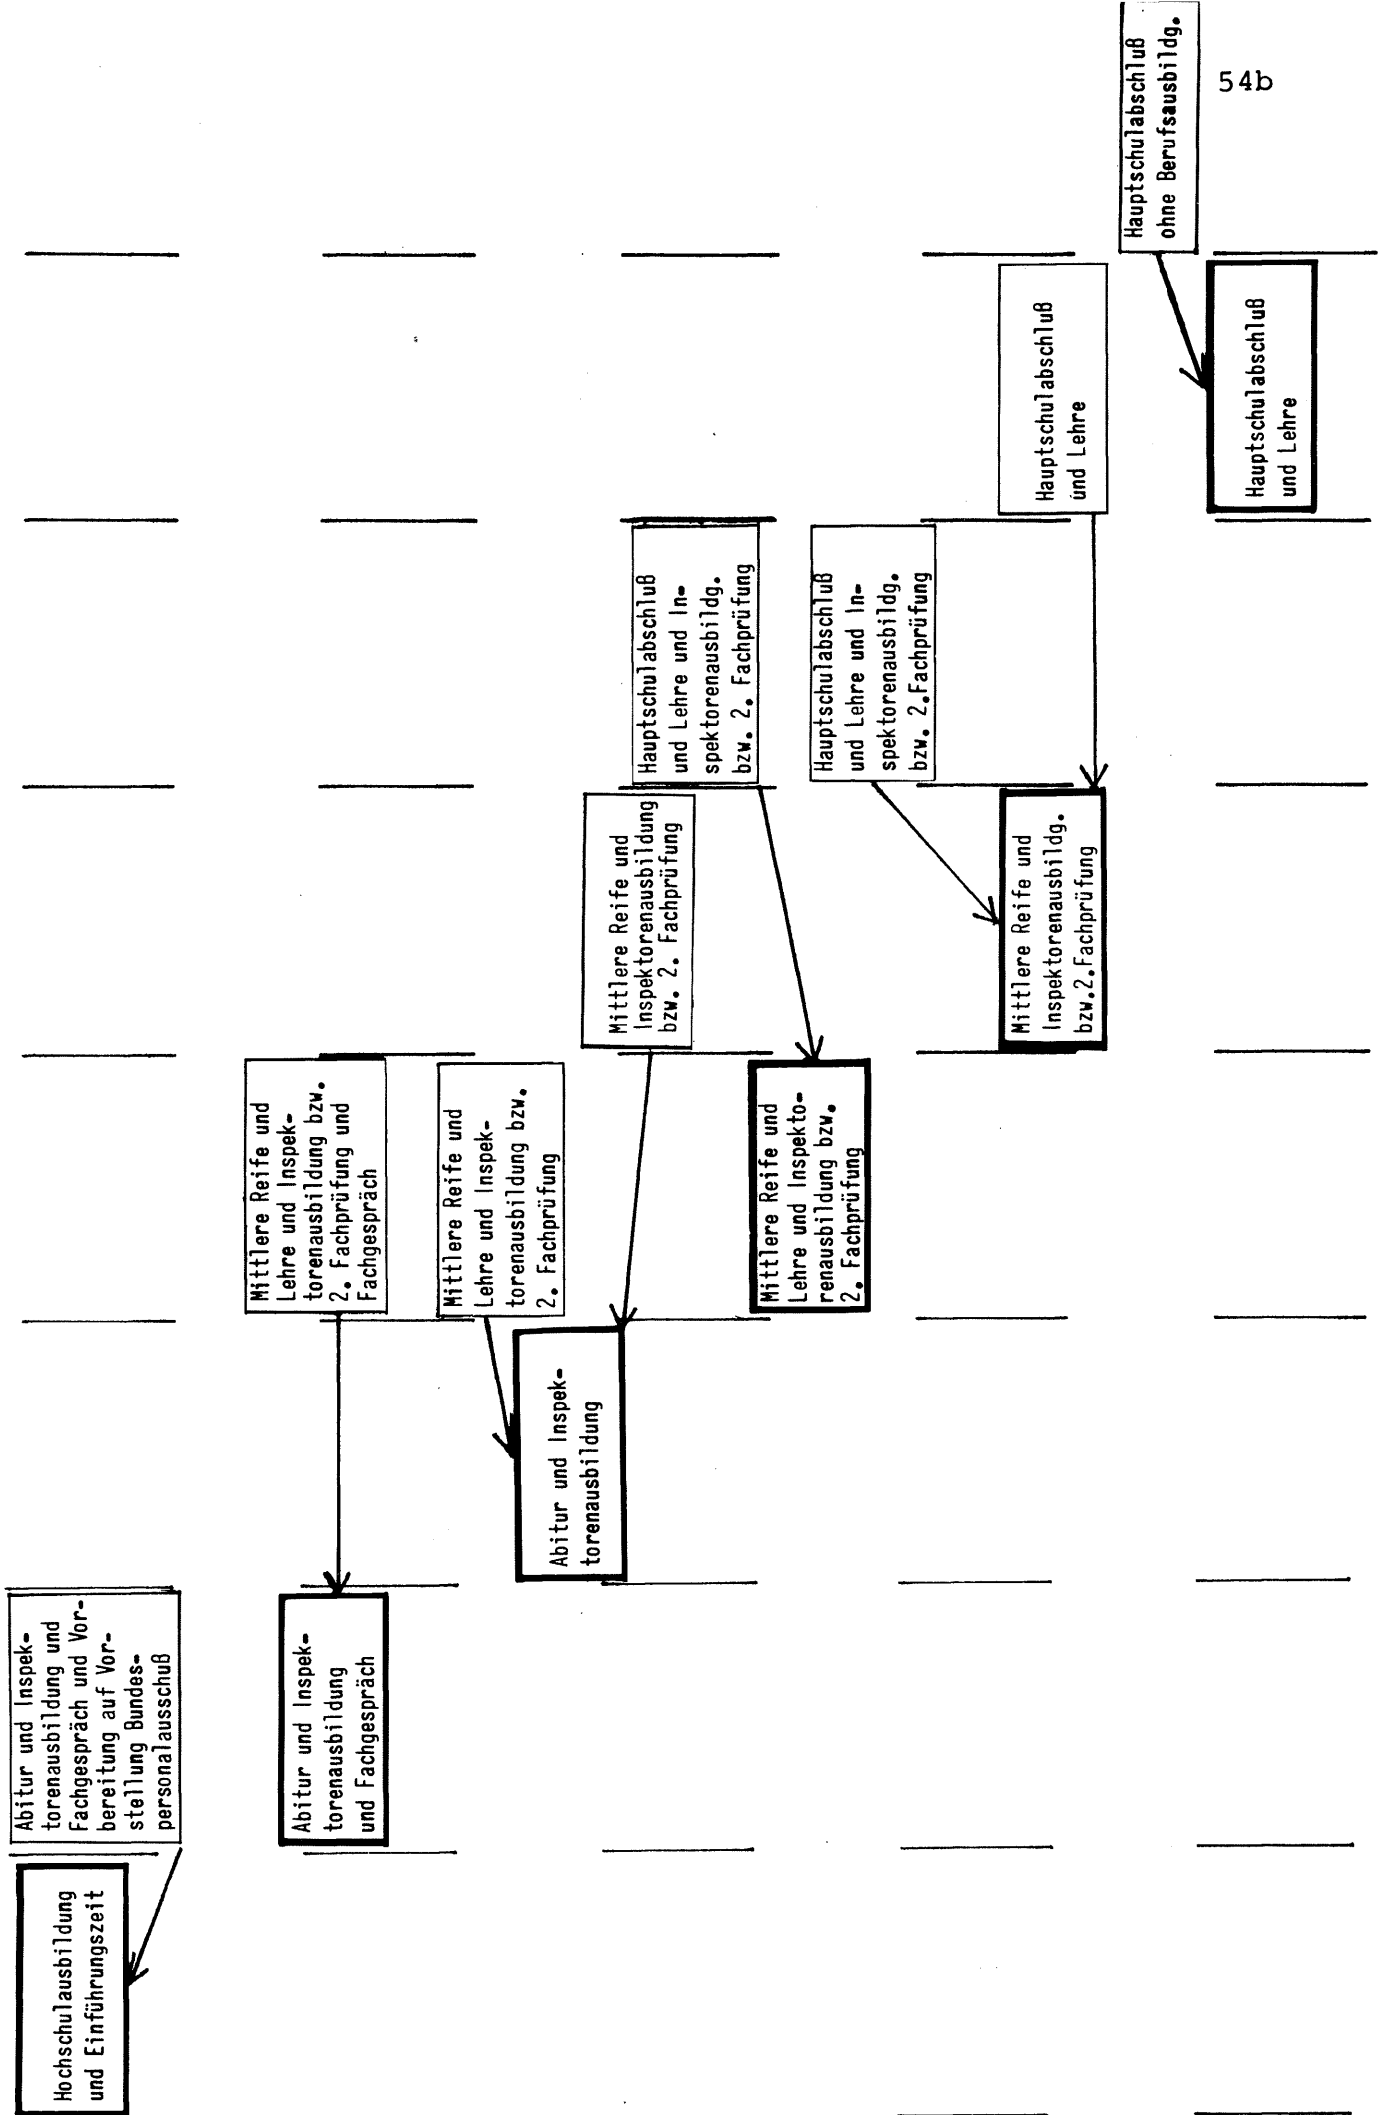 54b
Hauptschulabschluß
ohne Berufsausbildg.
Hauptschulabschluß
und Lehre
Hauptschulabschluß
und Lehre
Hauptschulabschluß
und Lehre und In-
spektorenausbildg.
bzw. 2. Fachprüfung
Hauptschulabschluß
und Lehre und In-
spektorenausbildg.
bzw. 2.Fachprüfung
Mittlere Reife und
Inspektorenausbildung
bzw. 2. Fachprüfung
Mittlere Reife und
Inspektorenausbildg.
bzw.2.Fachprüfung
Mittlere Reife und
Lehre und Inspek-
torenausbildung bzw.
2. Fachprüfung und
Fachgespräch
Mittlere Reife und
Lehre und Inspek-
torenausbildung bzw.
2. Fachprüfung
Mittlere Reife und
Lehre und Inspekto-
renausbildung bzw.
2. Fachprüfung
Abitur und Inspek-
torenausbildung
Abitur und Inspek-
torenausbildung und
Fachgespräch und Vor-
bereitung auf Vor-
stellung Bundes-
personalausschuß
Abitur und Inspek-
torenausbildung
und Fachgespräch
Hochschulausbildung
und Einführungszeit